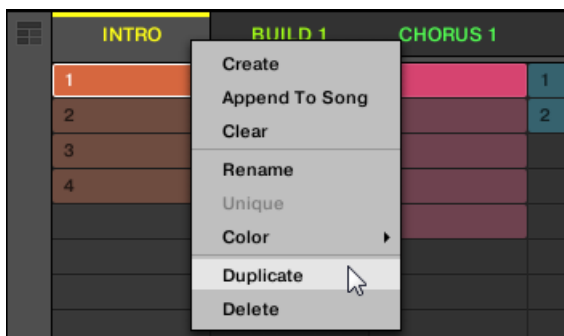 INTRO BUILD 1 CHORUS 1
Create
1 1
Append To Song
2 2
Clear
3
Rename
4
Unique
Color
Duplicate
Delete